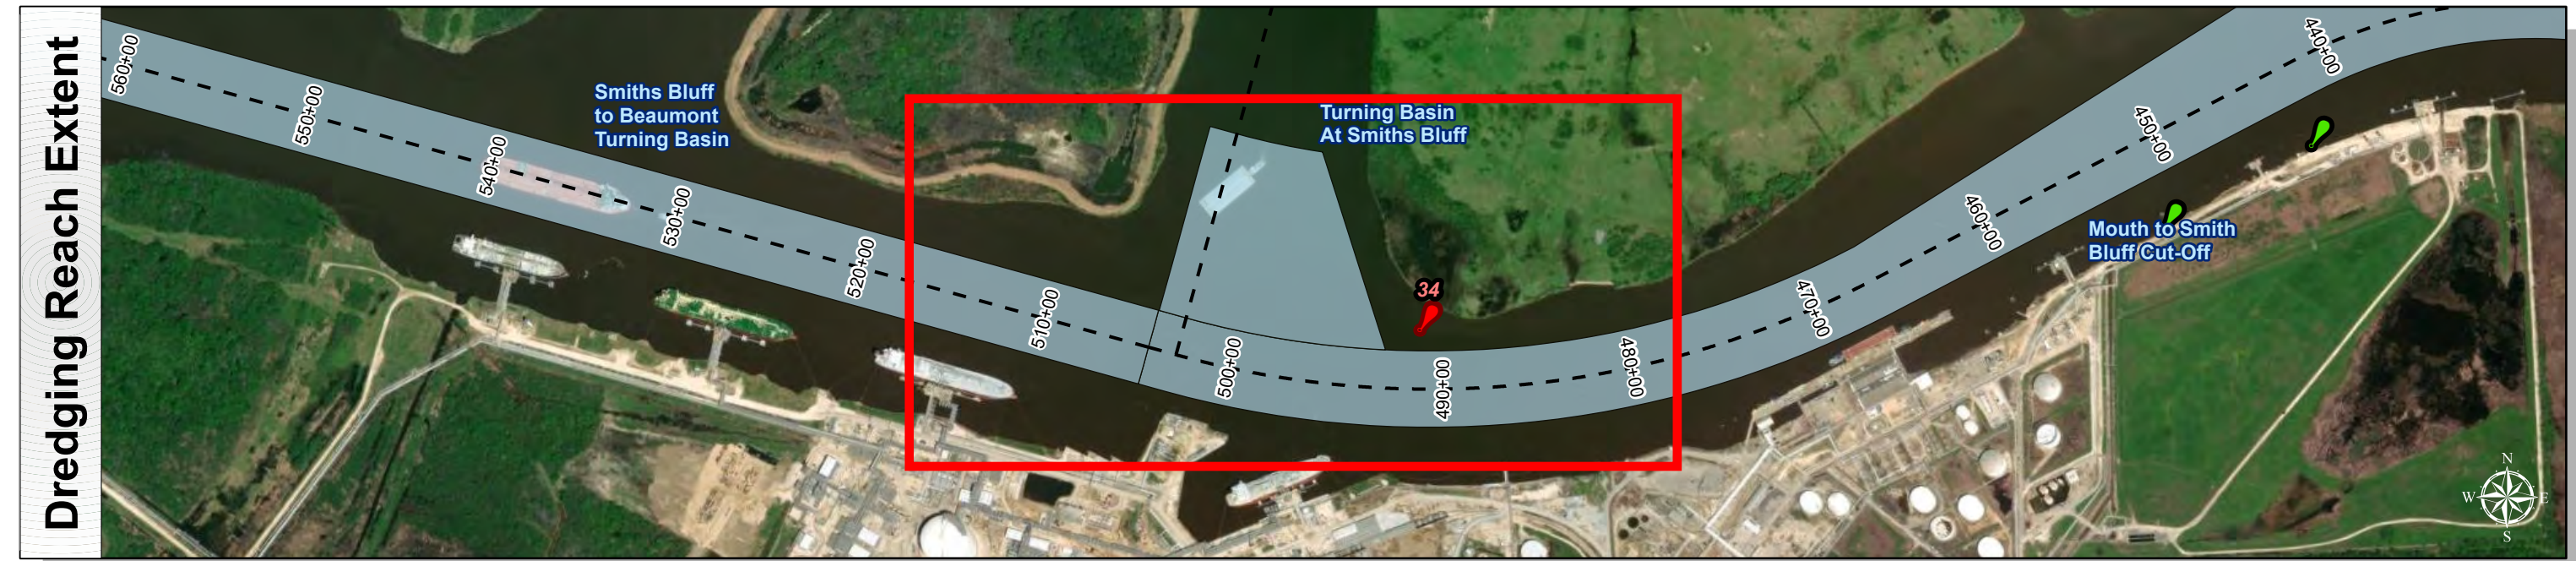 Dredging Reach Extent
560+00
550+00
540+00
530+00
520+00
510+00
500+00
490+00
480+00
470+00
460+00
450+00
440+00
Smiths Bluff
to Beaumont
Turning Basin
Turning Basin
At Smiths Bluff
34
Mouth to Smith
Bluff Cut-Off
N
W
E
S